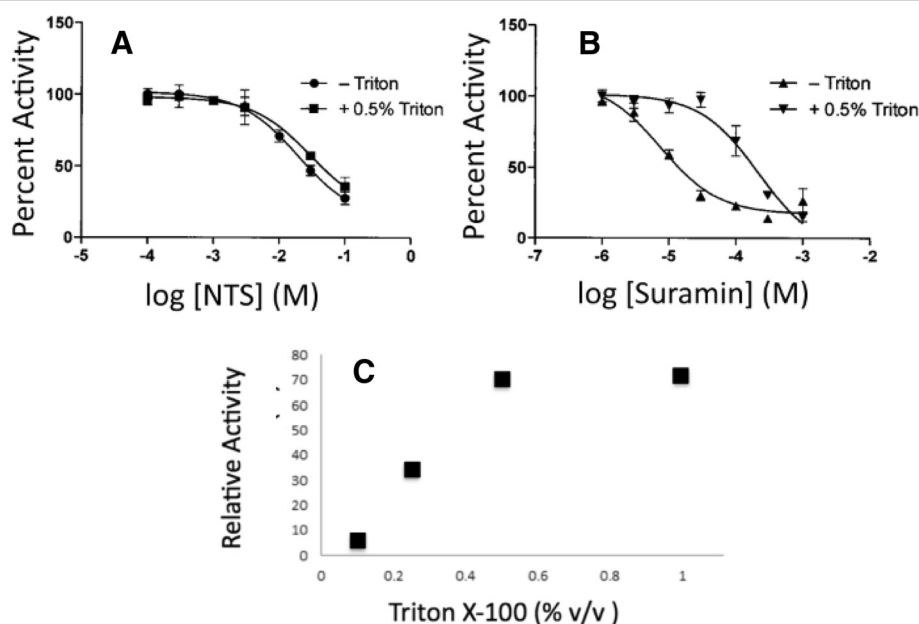 A
B
Percent Activity
150
100
50
0
-5
-4
-3
-2
-1
0
log [NTS] (M)
– Triton
+ 0.5% Triton
Percent Activity
150
100
50
0
-7
-6
-5
-4
-3
-2
log [Suramin] (M)
– Triton
+ 0.5% Triton
C
Relative Activity
80
70
60
50
40
30
20
10
0
0
0.2
0.4
0.6
0.8
1
Triton X-100 (% v/v )